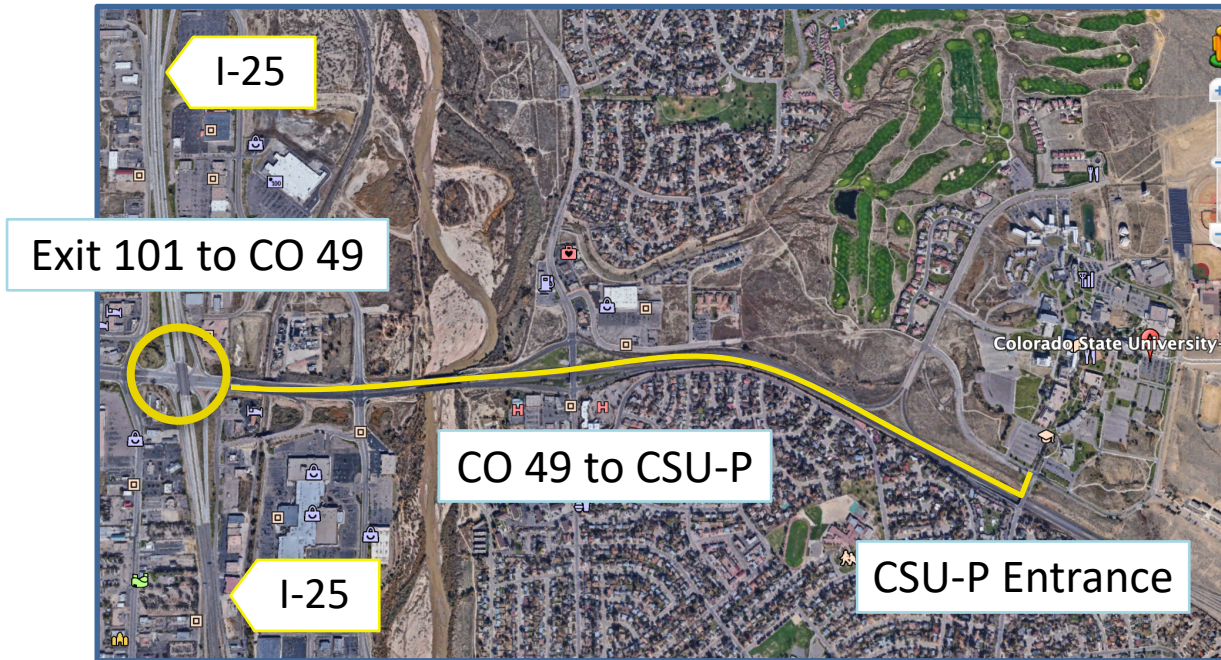 I-25
Exit 101 to CO 49
Colorado State University-
CO 49 to CSU-P
CSU-P Entrance
I-25